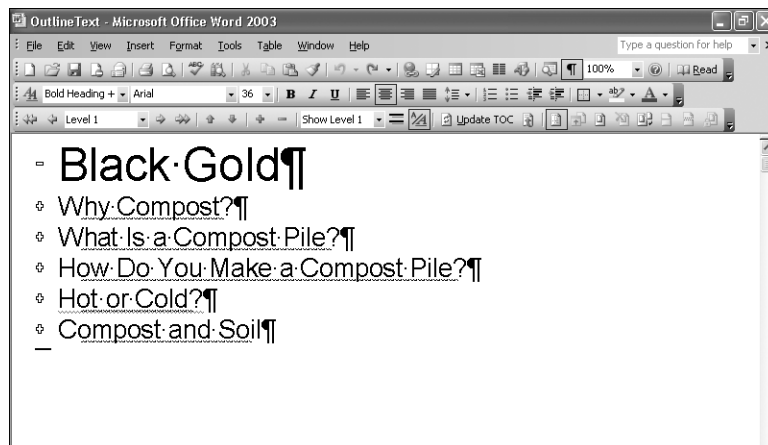 OutlineText - Microsoft Office Word 2003
File Edit View Insert Format Tools Table Window Help Type a question for help
100% Read
Bold Heading + Arial 36 B I U A
Level 1 Show Level 1 Update TOC
Black·Gold¶
Why·Compost?¶
What·Is·a·Compost·Pile?¶
How·Do·You·Make·a·Compost·Pile?¶
Hot·or·Cold?¶
Compost·and·Soil¶